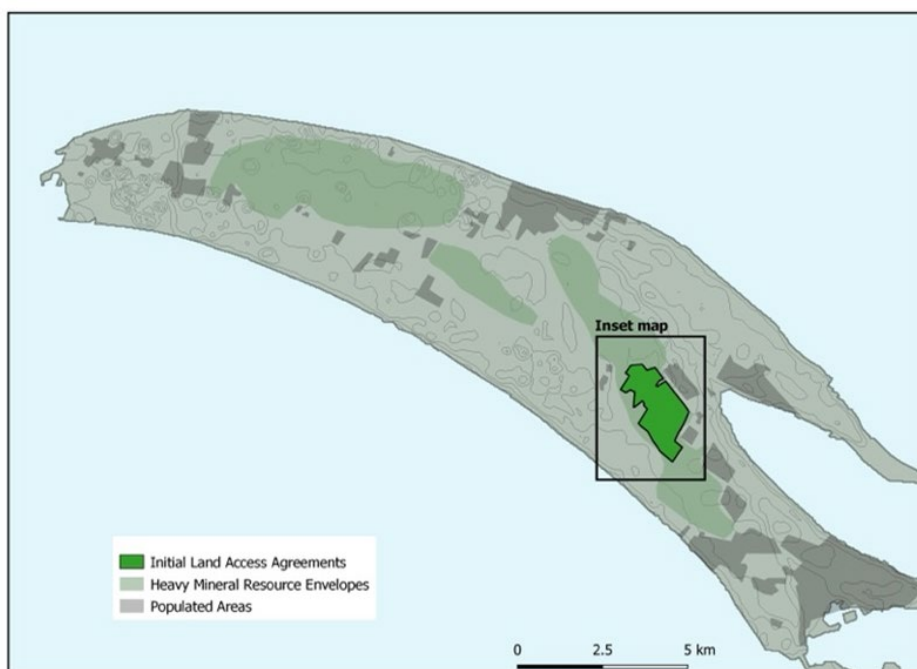 Inset map
Initial Land Access Agreements
Heavy Mineral Resource Envelopes
Populated Areas
0 2.5 5 km